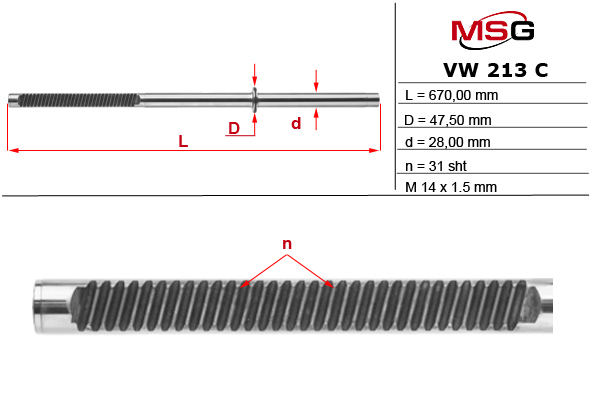 MSG
VW 213 C
L = 670,00 mm
D = 47,50 mm
d = 28,00 mm
n = 31 sht
M 14 x 1.5 mm
D
d
L
n